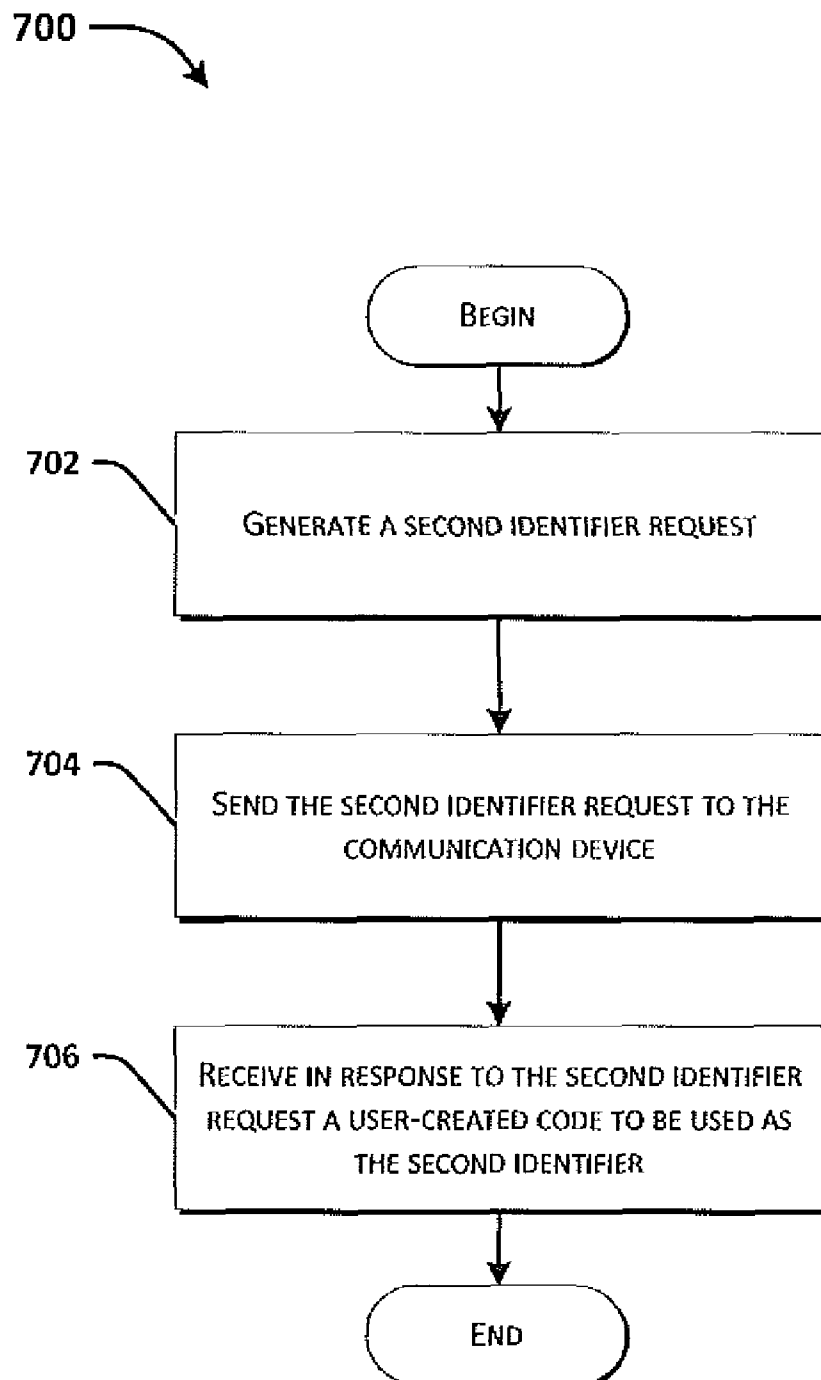 700
BEGIN
702
GENERATE A SECOND IDENTIFIER REQUEST
704
SEND THE SECOND IDENTIFIER REQUEST TO THE
COMMUNICATION DEVICE
706
RECEIVE IN RESPONSE TO THE SECOND IDENTIFIER
REQUEST A USER-CREATED CODE TO BE USED AS
THE SECOND IDENTIFIER
END